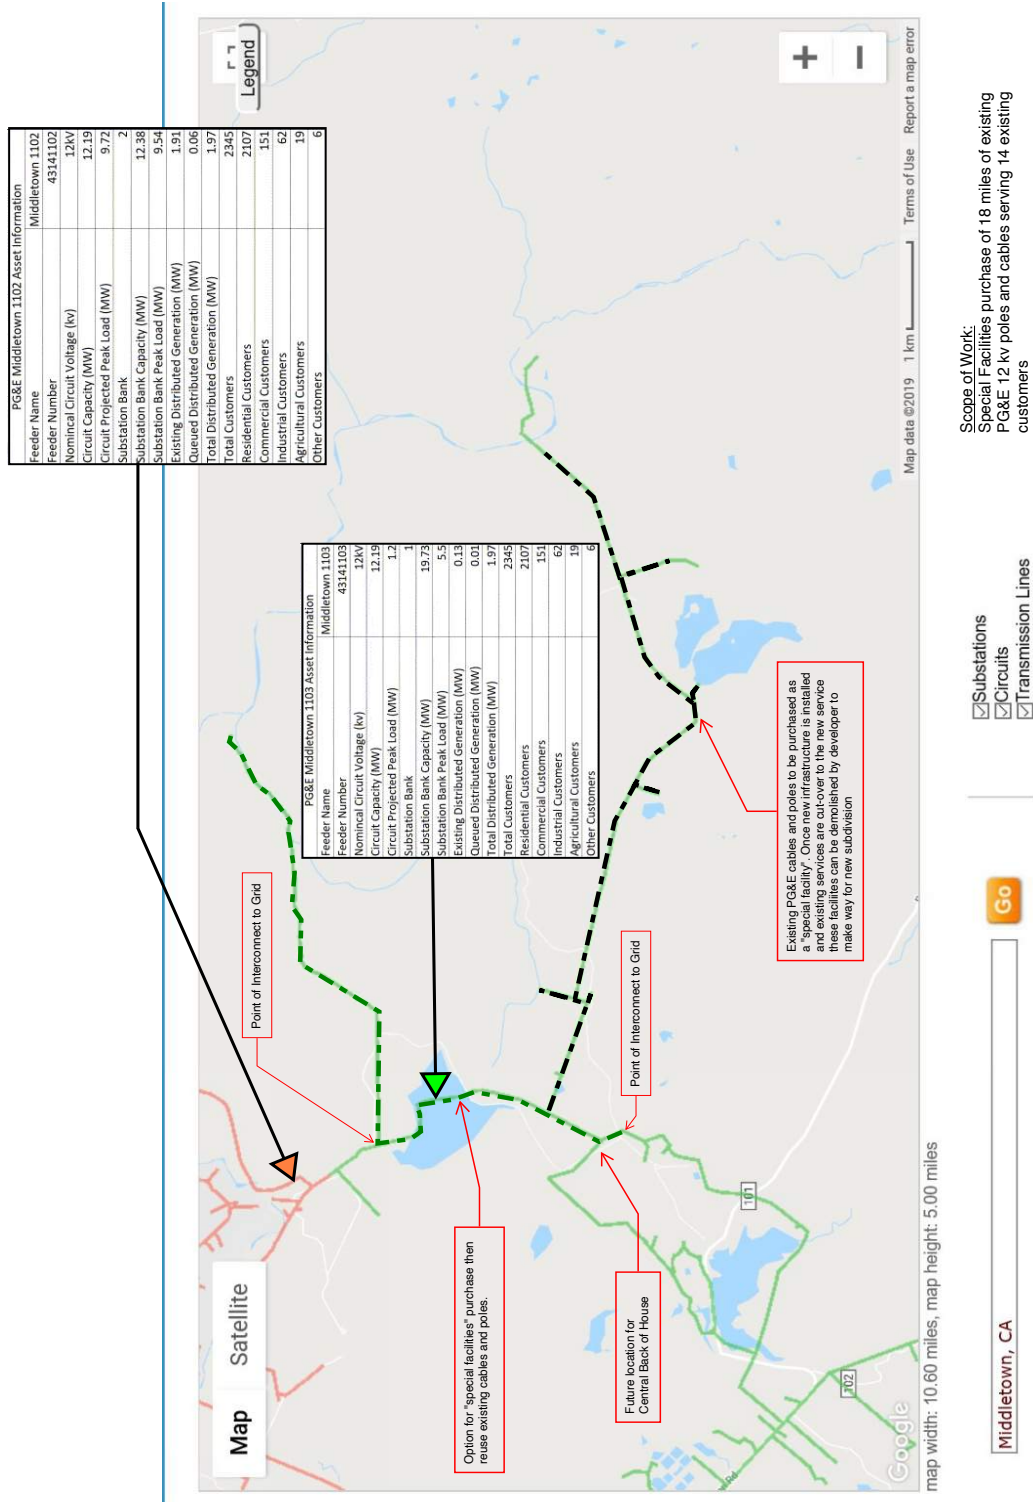 PG&E Middletown 1102 Asset Information
Feeder Name Middletown 1102
Feeder Number 43141102
Nomincal Circuit Voltage (kv) 12kV
Circuit Capacity (MW) 12.19
Circuit Projected Peak Load (MW) 9.72
Substation Bank 2
Substation Bank Capacity (MW) 12.38
Substation Bank Peak Load (MW) 9.54
Existing Distributed Generation (MW) 1.91
Queued Distributed Generation (MW) 0.06
Total Distributed Generation (MW) 1.97
Total Customers 2345
Residential Customers 2107
Commercial Customers 151
Industrial Customers 62
Agricultural Customers 19
Other Customers 6
Map Satellite
Legend
Point of Interconnect to Grid
PG&E Middletown 1103 Asset Information
Feeder Name Middletown 1103
Feeder Number 43141103
Nomincal Circuit Voltage (kv) 12kV
Circuit Capacity (MW) 12.19
Circuit Projected Peak Load (MW) 1.2
Substation Bank 1
Substation Bank Capacity (MW) 19.73
Substation Bank Peak Load (MW) 5.5
Existing Distributed Generation (MW) 0.13
Queued Distributed Generation (MW) 0.01
Total Distributed Generation (MW) 1.97
Total Customers 2345
Residential Customers 2107
Commercial Customers 151
Industrial Customers 62
Agricultural Customers 19
Other Customers 6
Option for "special facilities" purchase then
reuse existing cables and poles.
Future location for
Central Back of House
Point of Interconnect to Grid
Existing PG&E cables and poles to be purchased as
a "special facility". Once new infrastructure is installed
and existing services are cut-over to the new service
these facilites can be demolished by developer to
make way for new subdivision
101
102
Rd
+
−
Google
Map data ©2019 1 km Terms of Use Report a map error
map width: 10.60 miles, map height: 5.00 miles
Scope of Work:
Special Facilities purchase of 18 miles of existing
PG&E 12 kv poles and cables serving 14 existing
customers
Middletown, CA
Go
Substations
Circuits
Transmission Lines